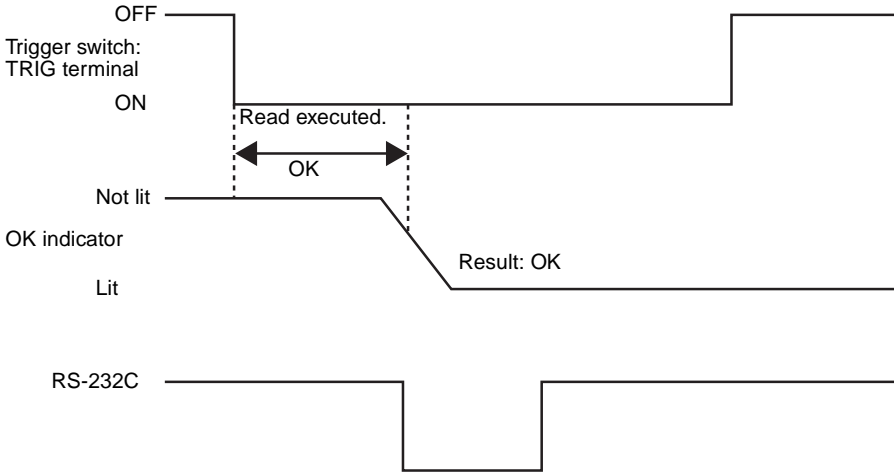 OFF
Trigger switch:
TRIG terminal
ON
Read executed.
OK
Not lit
OK indicator
Result: OK
Lit
RS-232C